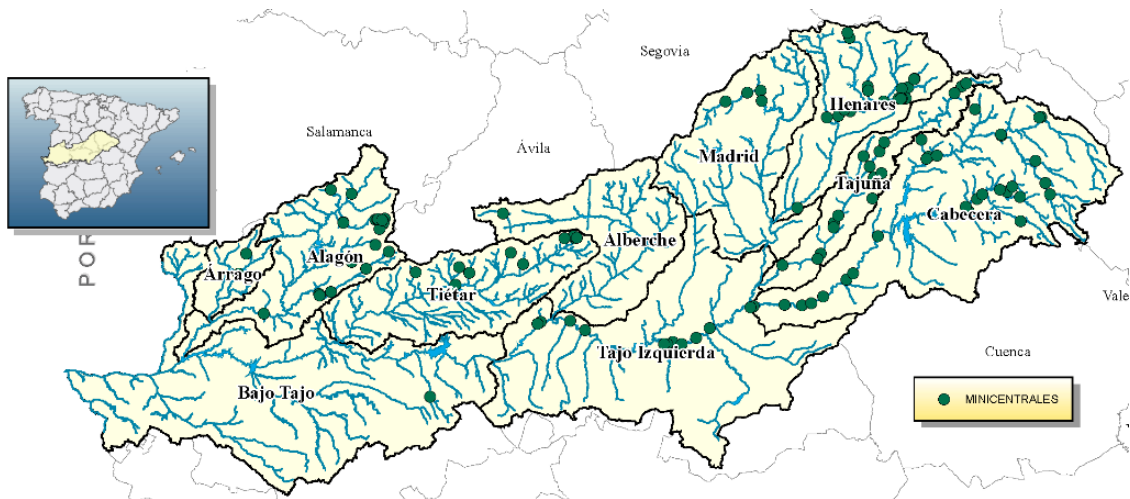 Segovia
Salamanca
Ávila
Henares
Madrid
Tajuña
Cabecera
Alberche
Alagón
Arrago
Tiétar
POR
Vale
Tajo Izquierda
Cuenca
Bajo Tajo
MINICENTRALES